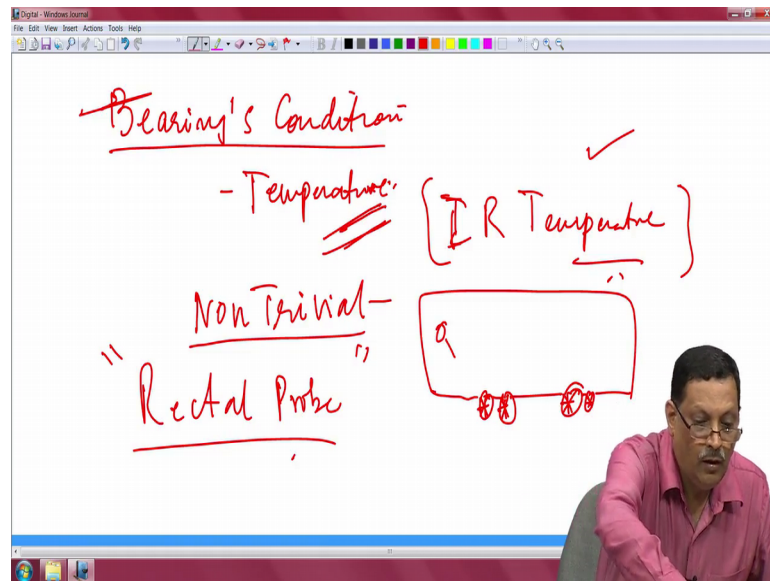 Digital - Windows Journal
File Edit View Insert Actions Tools Help
Bearing's Condition
- Temperature
(IR Temperature)
Non Trivial -
"Rectal Probe"